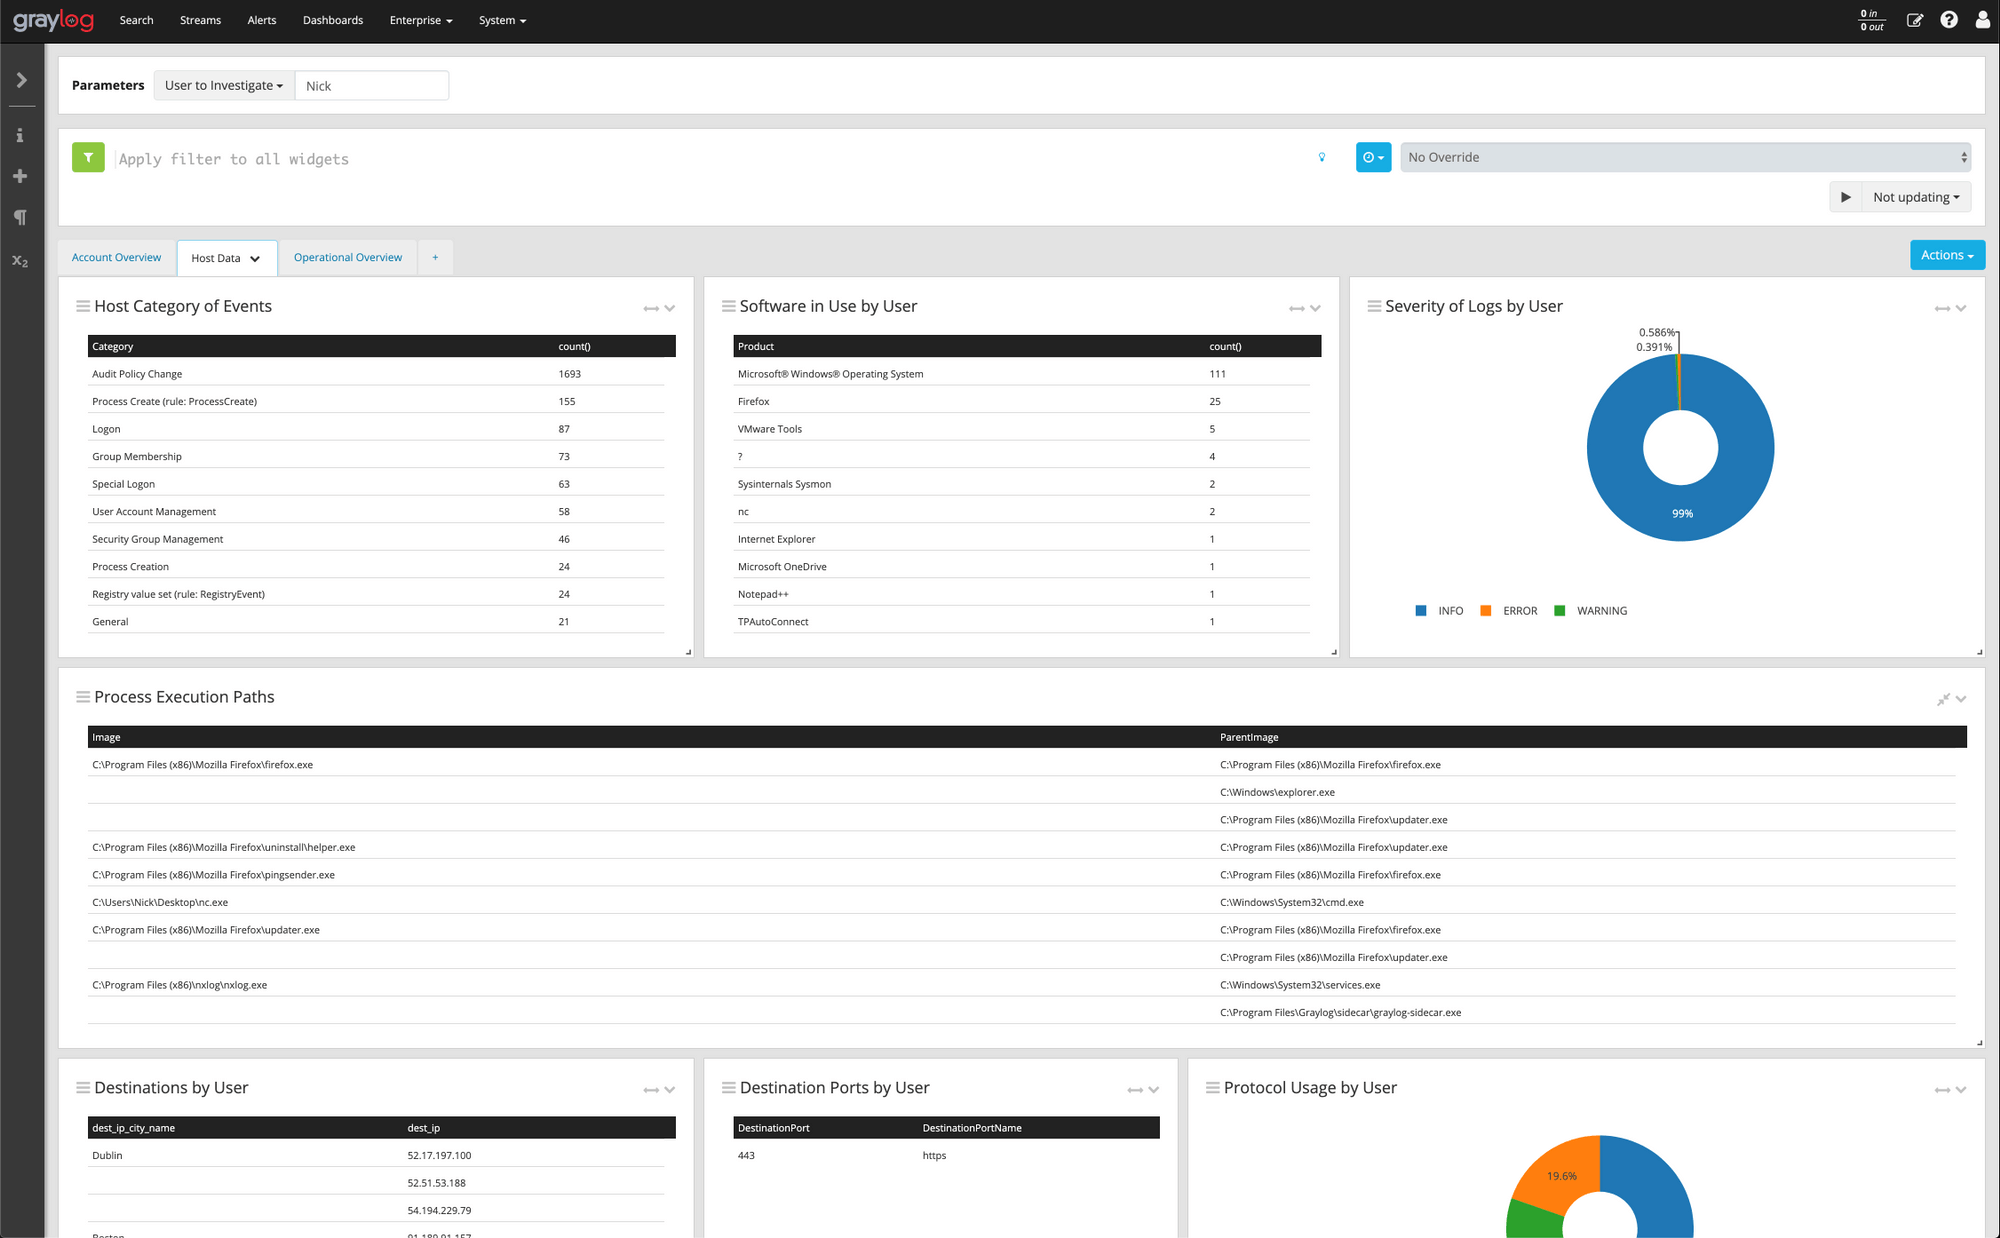 graylog Search Streams Alerts Dashboards Enterprise System 0 in
0 out
Parameters User to Investigate Nick
Apply filter to all widgets No Override
Not updating
x2
Account Overview Host Data Operational Overview + Actions
Host Category of Events
Category count()
Audit Policy Change 1693
Process Create (rule: ProcessCreate) 155
Logon 87
Group Membership 73
Special Logon 63
User Account Management 58
Security Group Management 46
Process Creation 24
Registry value set (rule: RegistryEvent) 24
General 21
Software in Use by User
Product count()
Microsoft® Windows® Operating System 111
Firefox 25
VMware Tools 5
? 4
Sysinternals Sysmon 2
nc 2
Internet Explorer 1
Microsoft OneDrive 1
Notepad++ 1
TPAutoConnect 1
Severity of Logs by User
0.586%
0.391%
99%
INFO ERROR WARNING
Process Execution Paths
Image ParentImage
C:\Program Files (x86)\Mozilla Firefox\firefox.exe C:\Program Files (x86)\Mozilla Firefox\firefox.exe
C:\Windows\explorer.exe
C:\Program Files (x86)\Mozilla Firefox\updater.exe
C:\Program Files (x86)\Mozilla Firefox\uninstall\helper.exe C:\Program Files (x86)\Mozilla Firefox\updater.exe
C:\Program Files (x86)\Mozilla Firefox\pingsender.exe C:\Program Files (x86)\Mozilla Firefox\firefox.exe
C:\Users\Nick\Desktop\nc.exe C:\Windows\System32\cmd.exe
C:\Program Files (x86)\Mozilla Firefox\updater.exe C:\Program Files (x86)\Mozilla Firefox\firefox.exe
C:\Program Files (x86)\Mozilla Firefox\updater.exe
C:\Program Files (x86)\nxlog\nxlog.exe C:\Windows\System32\services.exe
C:\Program Files\Graylog\sidecar\graylog-sidecar.exe
Destinations by User
dest_ip_city_name dest_ip
Dublin 52.17.197.100
52.51.53.188
54.194.229.79
Destination Ports by User
DestinationPort DestinationPortName
443 https
Protocol Usage by User
19.6%